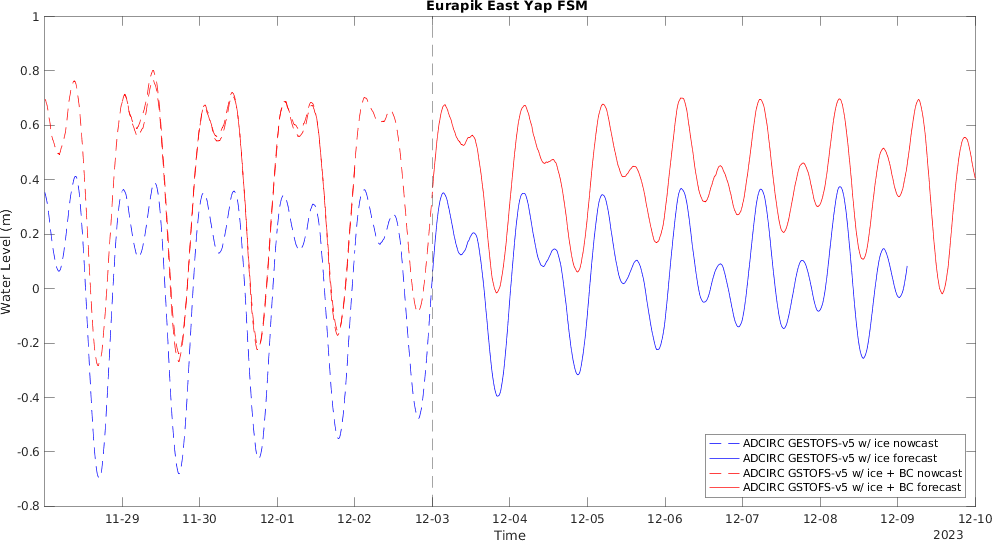 Eurapik East Yap FSM
Water Level (m)
1
0.8
0.6
0.4
0.2
0
-0.2
-0.4
-0.6
-0.8
ADCIRC GESTOFS-v5 w/ ice nowcast
ADCIRC GESTOFS-v5 w/ ice forecast
ADCIRC GSTOFS-v5 w/ ice + BC nowcast
ADCIRC GSTOFS-v5 w/ ice + BC forecast
11-29 11-30 12-01 12-02 12-03 12-04 12-05 12-06 12-07 12-08 12-09 12-10
Time
2023